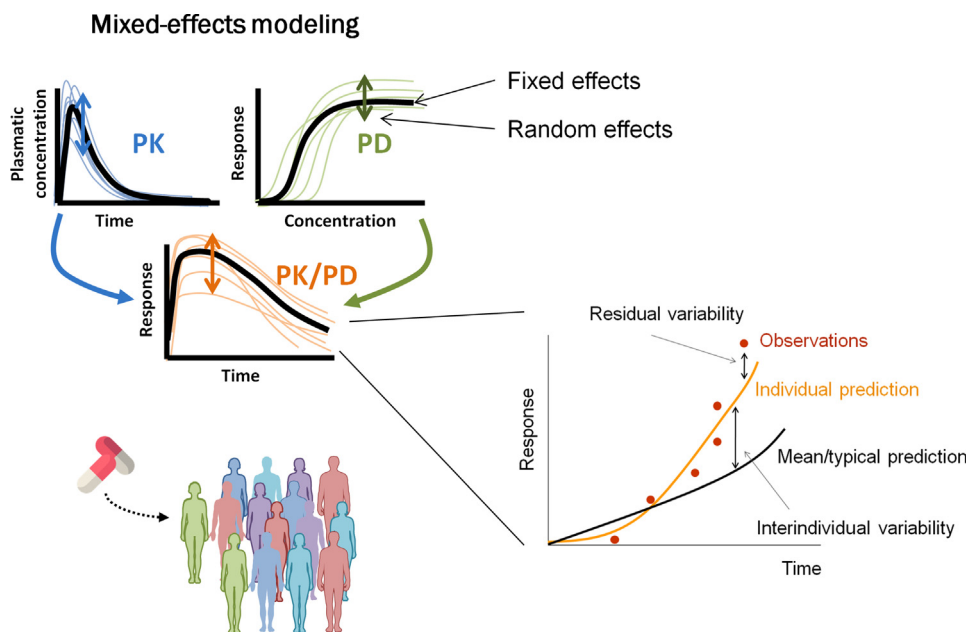 Mixed-effects modeling
Plasmatic
concentration
PK
Time
Response
PD
Concentration
Fixed effects
Random effects
Response
PK/PD
Time
Residual variability
Observations
Individual prediction
Mean/typical prediction
Interindividual variability
Response
Time